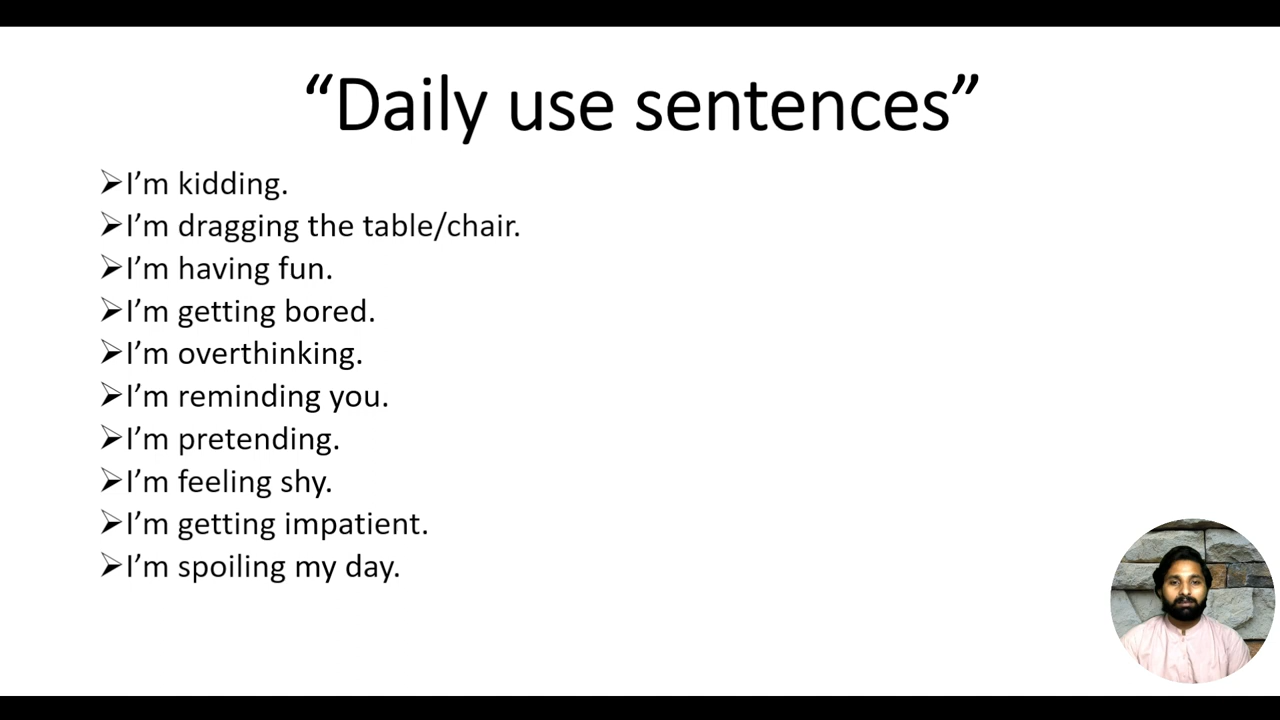 “Daily use sentences”
➢I’m kidding.
➢I’m dragging the table/chair.
➢I’m having fun.
➢I’m getting bored.
➢I’m overthinking.
➢I’m reminding you.
➢I’m pretending.
➢I’m feeling shy.
➢I’m getting impatient.
➢I’m spoiling my day.